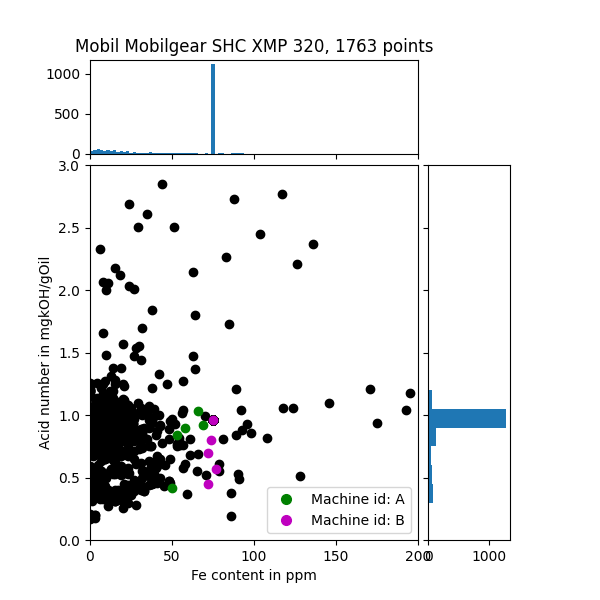 Mobil Mobilgear SHC XMP 320, 1763 points
1000
500
0
3.0
2.5
2.0
1.5
1.0
0.5
0.0
Acid number in mgkOH/gOil
Machine id: A
Machine id: B
0 50 100 150 200
0 1000
Fe content in ppm